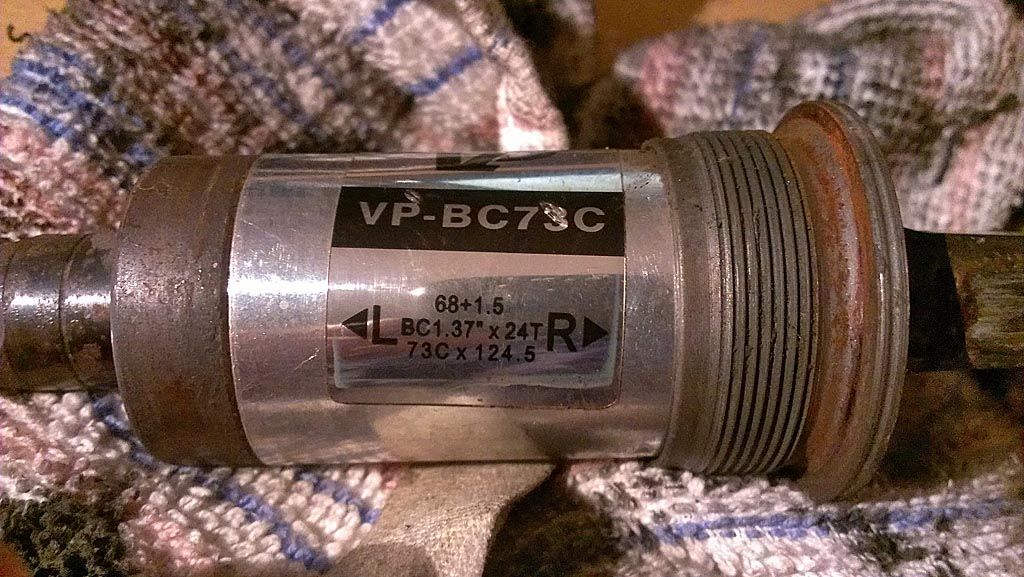 VP-BC73C
68+1.5
L BC1.37" x 24T R
73C x 124.5